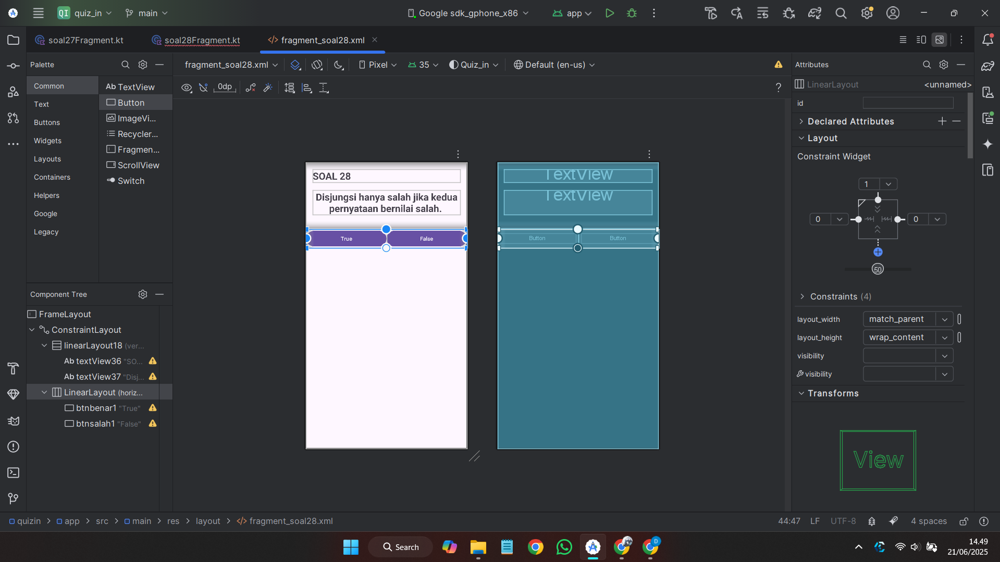 QI quiz_in main Google sdk_gphone_x86 app
soal27Fragment.kt soal28Fragment.kt fragment_soal28.xml
Palette
Common
Text
Buttons
Widgets
Layouts
Containers
Helpers
Google
Legacy
Ab TextView
Button
ImageVi...
Recycler...
Fragmen...
ScrollView
Switch
fragment_soal28.xml Pixel 35 Quiz_in Default (en-us)
0dp ?
SOAL 28
Disjungsi hanya salah jika kedua
pernyataan bernilai salah.
True False
TextView
TextView
Button Button
Component Tree
FrameLayout
ConstraintLayout
linearLayout18 (ver...
Ab textView36 "SO...
Ab textView37 "Disj...
LinearLayout (horiz...
btnbenar1 "True"
btnsalah1 "False"
Attributes
LinearLayout <unnamed>
id
Declared Attributes
Layout
Constraint Widget
1
0 0
50
Constraints (4)
layout_width match_parent
layout_height wrap_content
visibility
visibility
Transforms
View
quizin > app > src > main > res > layout > fragment_soal28.xml 44:47 LF UTF-8 4 spaces
Search
D
14.49
21/06/2025